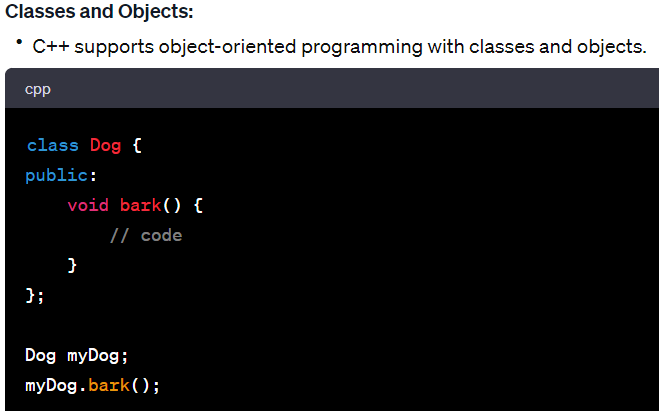 Classes and Objects:
• C++ supports object-oriented programming with classes and objects.
cpp
class Dog {
public:
    void bark() {
        // code
    }
};
Dog myDog;
myDog.bark();